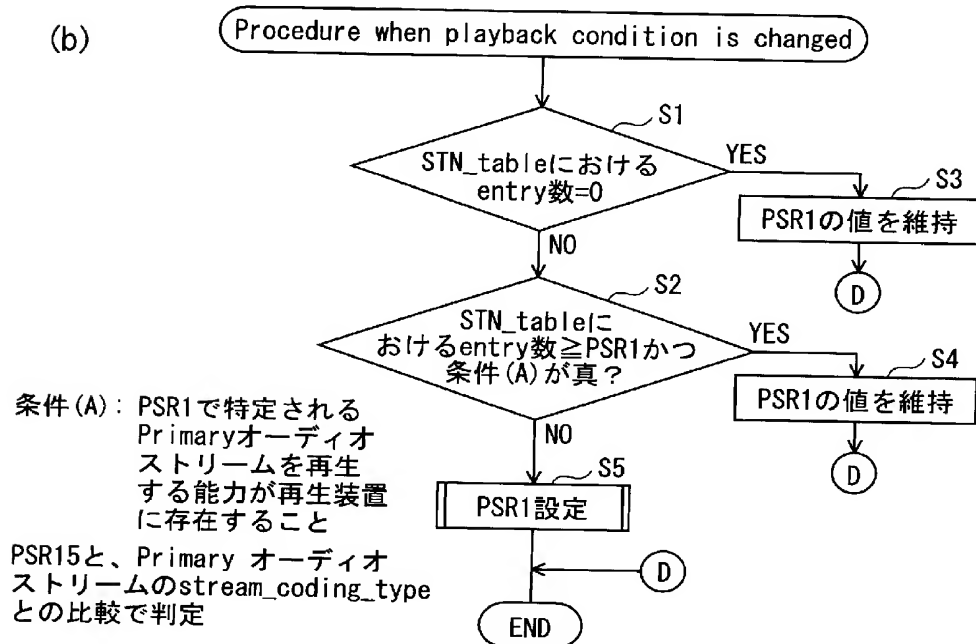 (b)
Procedure when playback condition is changed
S1
STN_tableにおける
entry数=0
YES
S3
PSR1の値を維持
D
NO
S2
STN_tableに
おけるentry数≧PSR1かつ
条件(A)が真？
YES
S4
PSR1の値を維持
D
NO
条件(A): PSR1で特定される
Primaryオーディオ
ストリームを再生
する能力が再生装置
に存在すること
PSR15と、Primary オーディオ
ストリームのstream_coding_type
との比較で判定
S5
PSR1設定
D
END